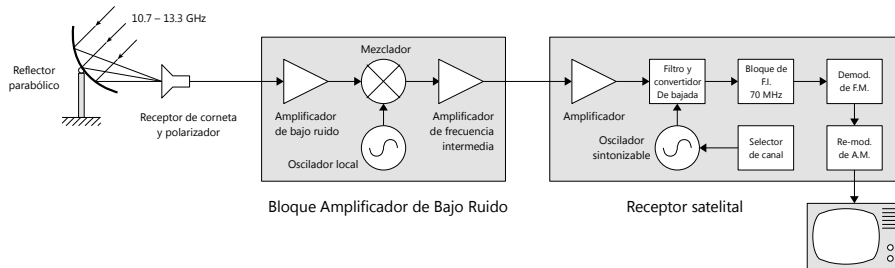 10.7 – 13.3 GHz
Reflector
parabólico
Receptor de corneta
y polarizador
Mezclador
Amplificador
de bajo ruido
Amplificador
de frecuencia
intermedia
Oscilador local
Bloque Amplificador de Bajo Ruido
Amplificador
Filtro y
convertidor
De bajada
Bloque de
F.I.
70 MHz
Demod.
de F.M.
Oscilador
sintonizable
Selector
de canal
Re-mod.
de A.M.
Receptor satelital